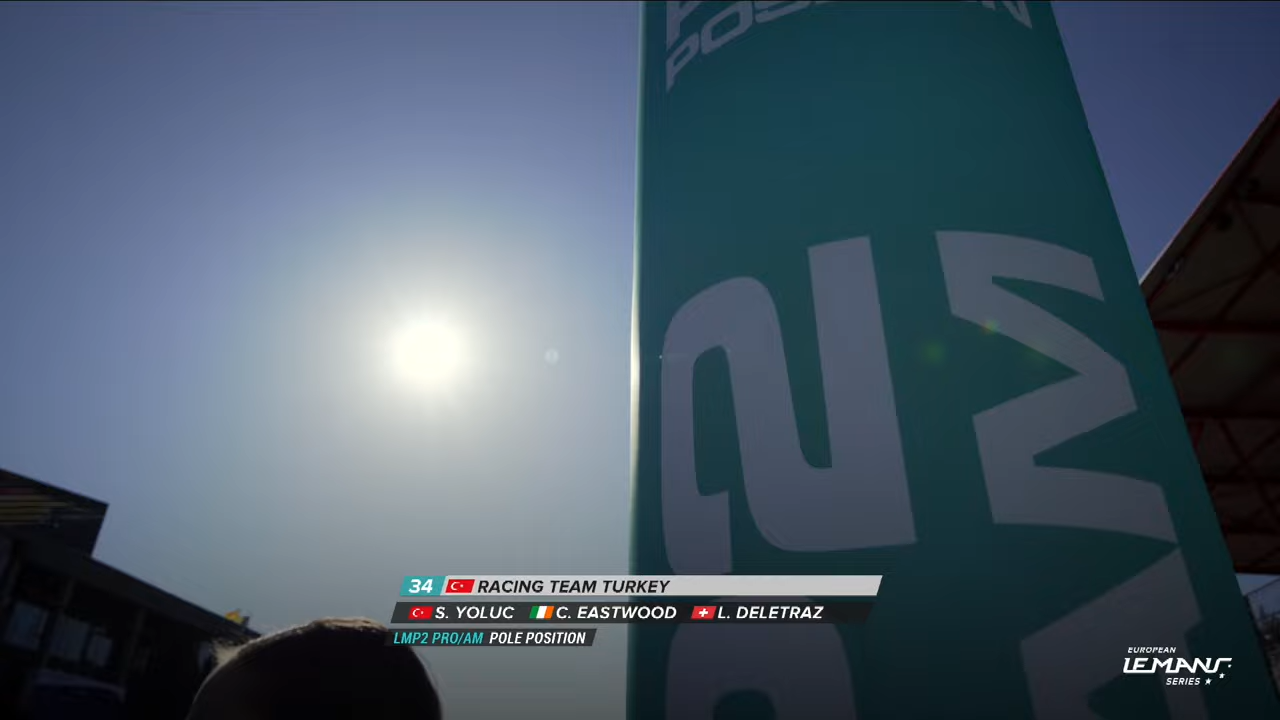 34 RACING TEAM TURKEY
S. YOLUC C. EASTWOOD L. DELETRAZ
LMP2 PRO/AM POLE POSITION
EUROPEAN
LE MANS
SERIES